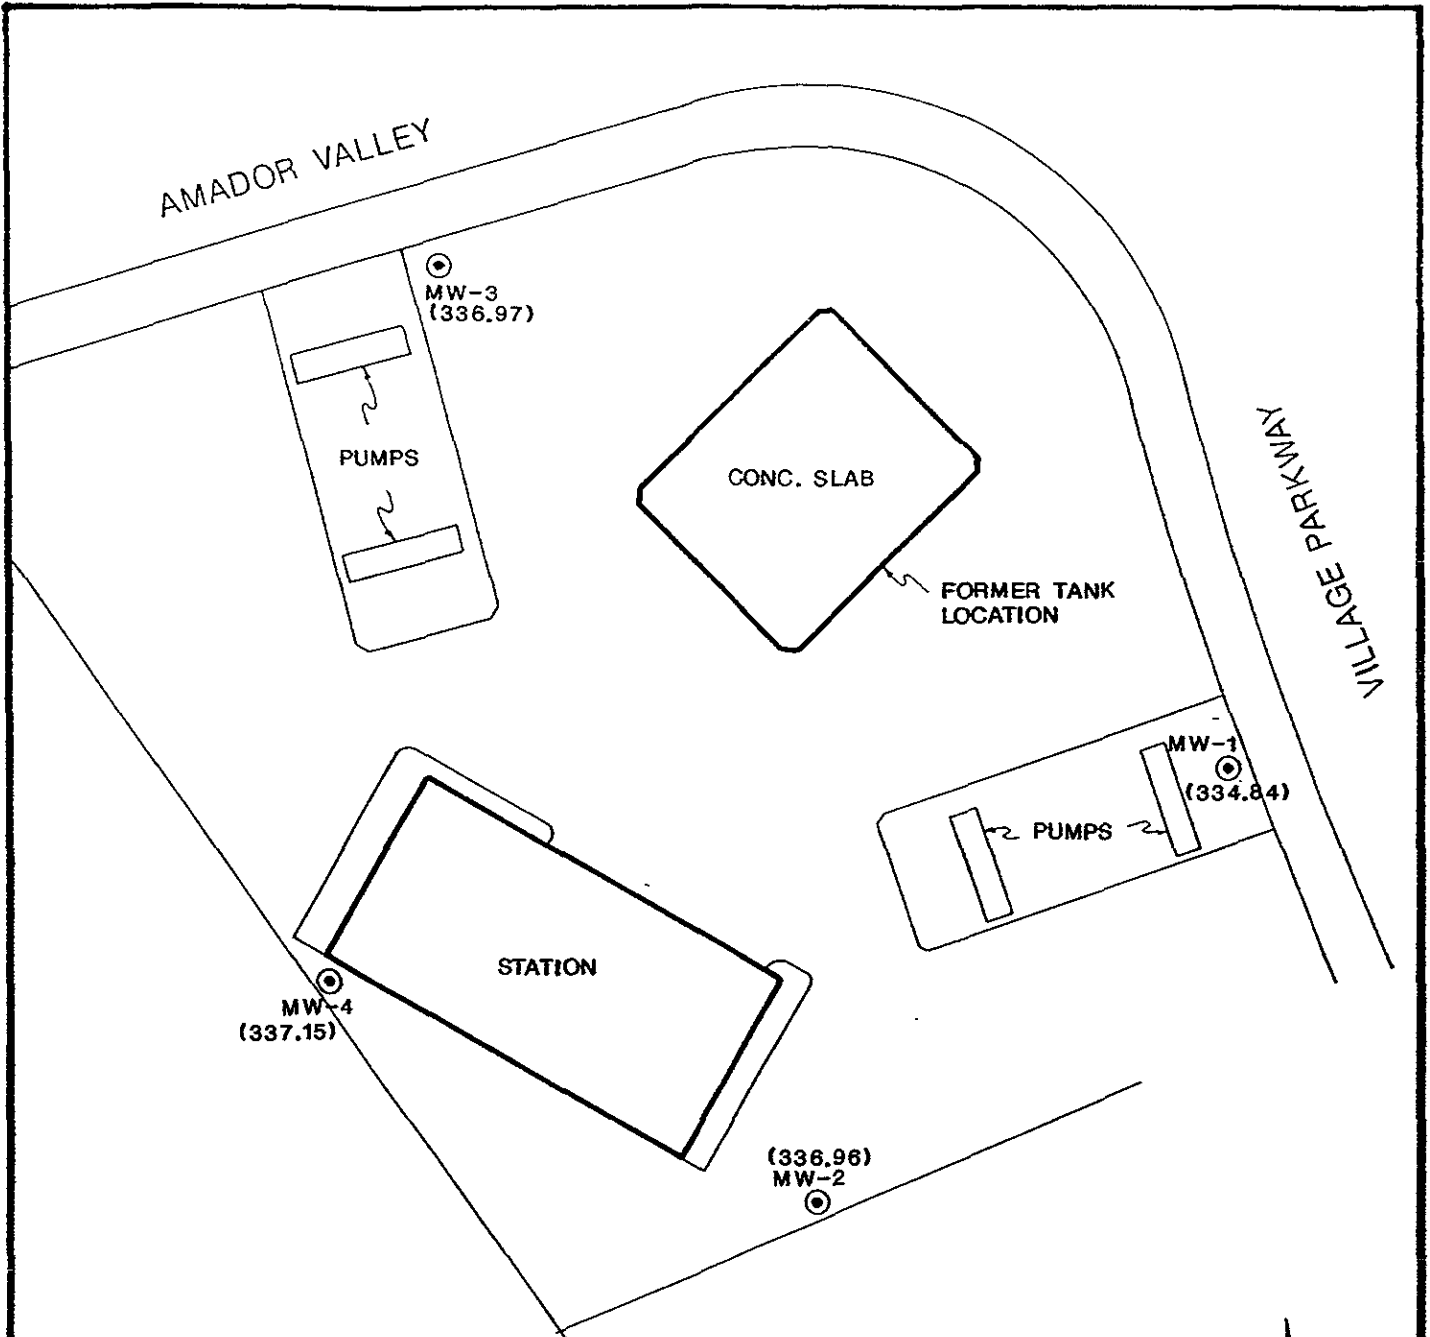 AMADOR VALLEY
MW-3
(336.97)
PUMPS
CONC. SLAB
VILLAGE PARKWAY
FORMER TANK
LOCATION
MW-1
(334.84)
PUMPS
STATION
MW-4
(337.15)
(336.96)
MW-2